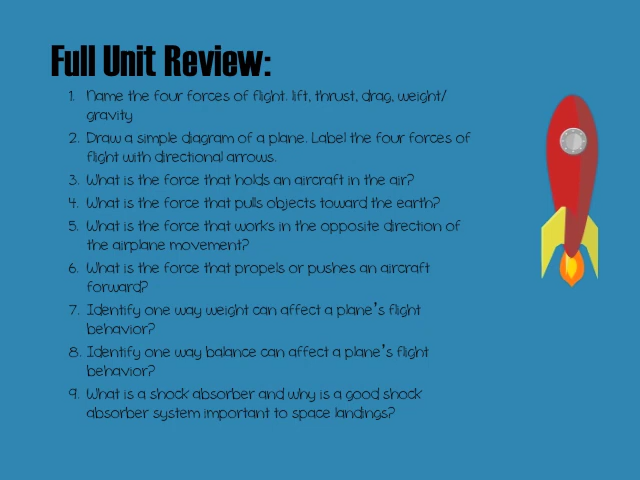 Full Unit Review:
1. Name the four forces of flight. lift, thrust, drag, weight/
gravity
2. Draw a simple diagram of a plane. Label the four forces of
flight with directional arrows.
3. What is the force that holds an aircraft in the air?
4. What is the force that pulls objects toward the earth?
5. What is the force that works in the opposite direction of
the airplane movement?
6. What is the force that propels or pushes an aircraft
forward?
7. Identify one way weight can affect a plane's flight
behavior?
8. Identify one way balance can affect a plane's flight
behavior?
9. What is a shock absorber and why is a good shock
absorber system important to space landings?